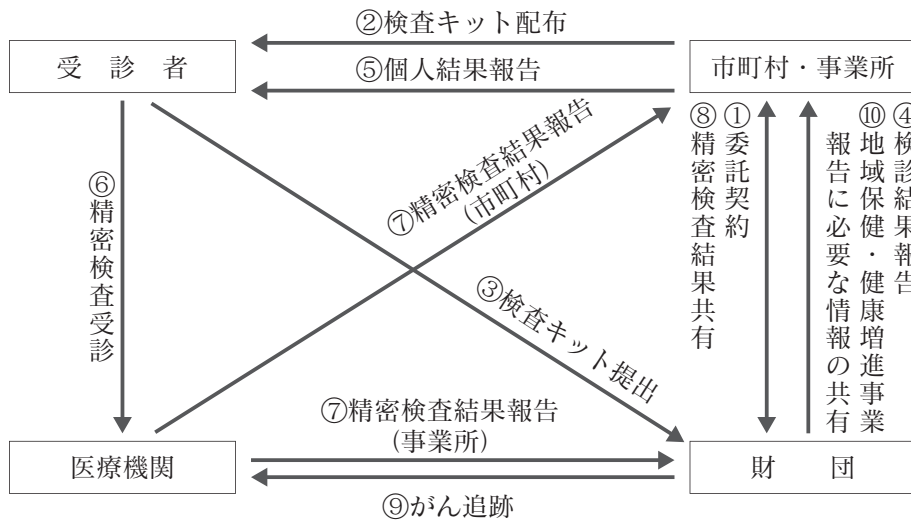 ②検査キット配布
受　診　者
市町村・事業所
⑤個人結果報告
⑥精密検査受診
⑦精密検査結果報告
(市町村)
③検査キット提出
④検診結果報告
⑩地域保健・健康増進事業
報告に必要な情報の共有
①委託契約
⑧精密検査結果共有
⑦精密検査結果報告
(事業所)
医療機関
財　　団
⑨がん追跡